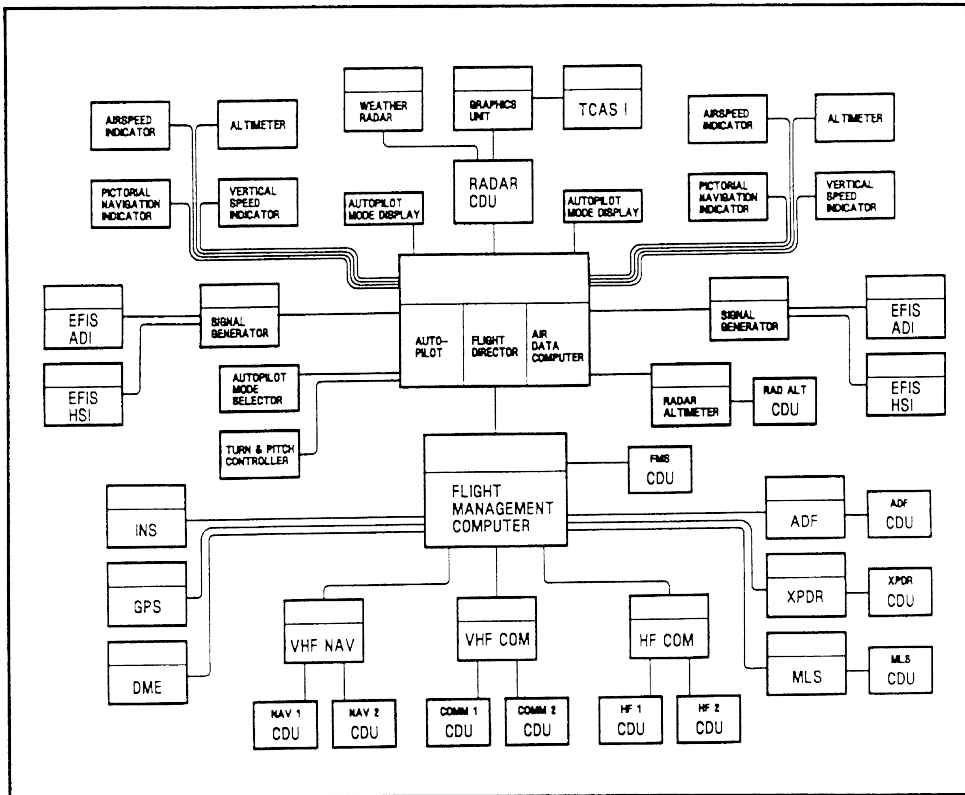 WEATHER
RADAR
GRAPHICS
UNIT
TCAS I
AIRSPEED
INDICATOR
ALTIMETER
AIRSPEED
INDICATOR
ALTIMETER
RADAR
CDU
PICTORIAL
NAVIGATION
INDICATOR
VERTICAL
SPEED
INDICATOR
AUTOPILOT
MODE DISPLAY
AUTOPILOT
MODE DISPLAY
PICTORIAL
NAVIGATION
INDICATOR
VERTICAL
SPEED
INDICATOR
EFIS
ADI
SIGNAL
GENERATOR
AUTO-
PILOT
FLIGHT
DIRECTOR
AIR
DATA
COMPUTER
SIGNAL
GENERATOR
EFIS
ADI
EFIS
HSI
AUTOPILOT
MODE
SELECTOR
RADAR
ALTIMETER
RAD ALT
CDU
EFIS
HSI
TURN & PITCH
CONTROLLER
FLIGHT
MANAGEMENT
COMPUTER
FMS
CDU
INS
ADF
ADF
CDU
GPS
XPDR
XPDR
CDU
VHF NAV
VHF COM
HF COM
DME
MLS
MLS
CDU
NAV 1
CDU
NAV 2
CDU
COMM 1
CDU
COMM 2
CDU
HF 1
CDU
HF 2
CDU